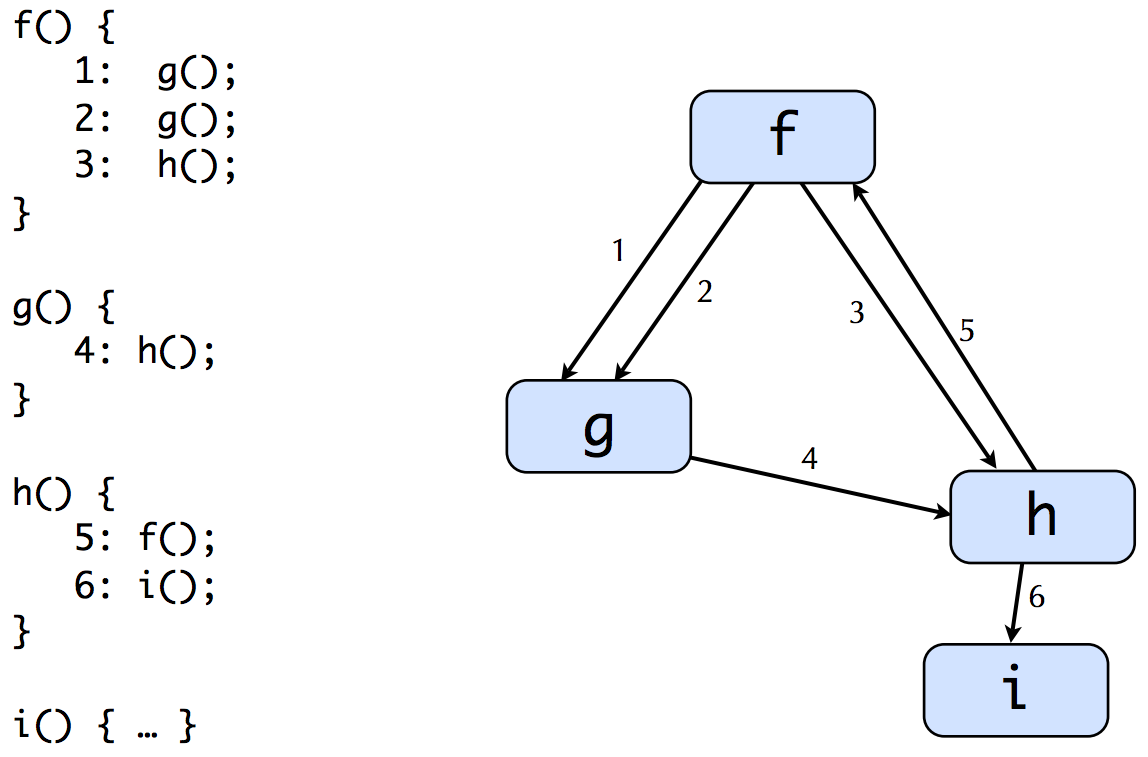 f() {
1: g();
2: g();
3: h();
}
g() {
4: h();
}
h() {
5: f();
6: i();
}
i() { … }
f
1
2
3
5
g
4
h
6
i